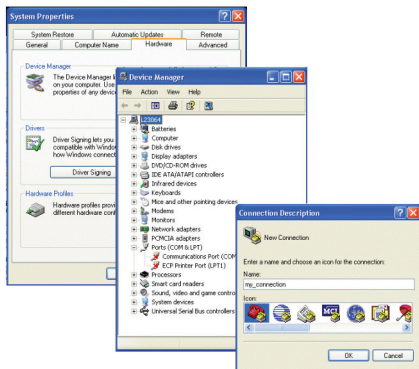 System Properties
System Restore Automatic Updates Remote
General Computer Name Hardware Advanced
Device Manager
The Device Manager
on your computer. Use
properties of any device
Drivers
Driver Signing lets you
compatible with Windo
how Windows connect
Driver Signing
Hardware Profiles
Hardware profiles provi
different hardware conf
Device Manager
File Action View Help
L23064
Batteries
Computer
Disk drives
Display adapters
DVD/CD-ROM drives
IDE ATA/ATAPI controllers
Infrared devices
Keyboards
Mice and other pointing devices
Modems
Monitors
Network adapters
PCMCIA adapters
Ports (COM & LPT)
Communications Port (COM
ECP Printer Port (LPT1)
Processors
Smart card readers
Sound, video and game contro
System devices
Universal Serial Bus controllers
Connection Description
New Connection
Enter a name and choose an icon for the connection:
Name:
my_connection
Icon:
MCI
OK Cancel